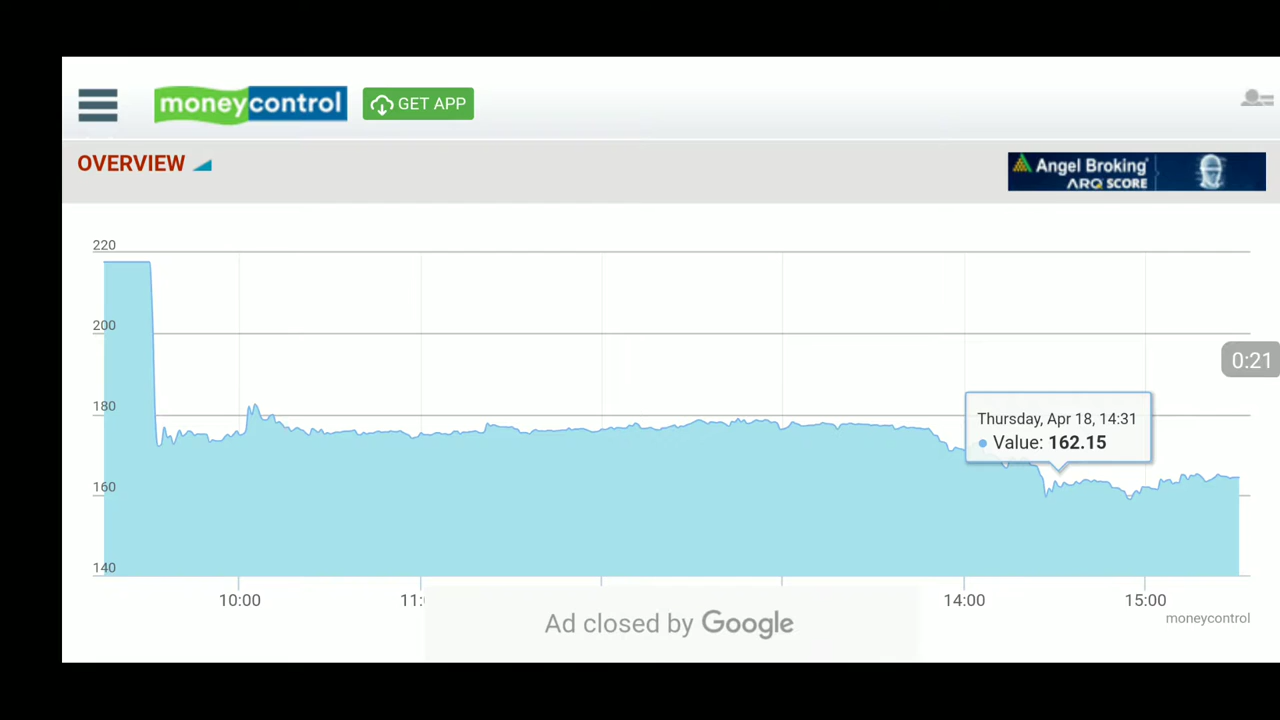 moneycontrol
GET APP
OVERVIEW
Angel Broking
ARQ SCORE
220
200
0:21
180
Thursday, Apr 18, 14:31
Value: 162.15
160
140
10:00
11:
14:00
15:00
moneycontrol
Ad closed by Google